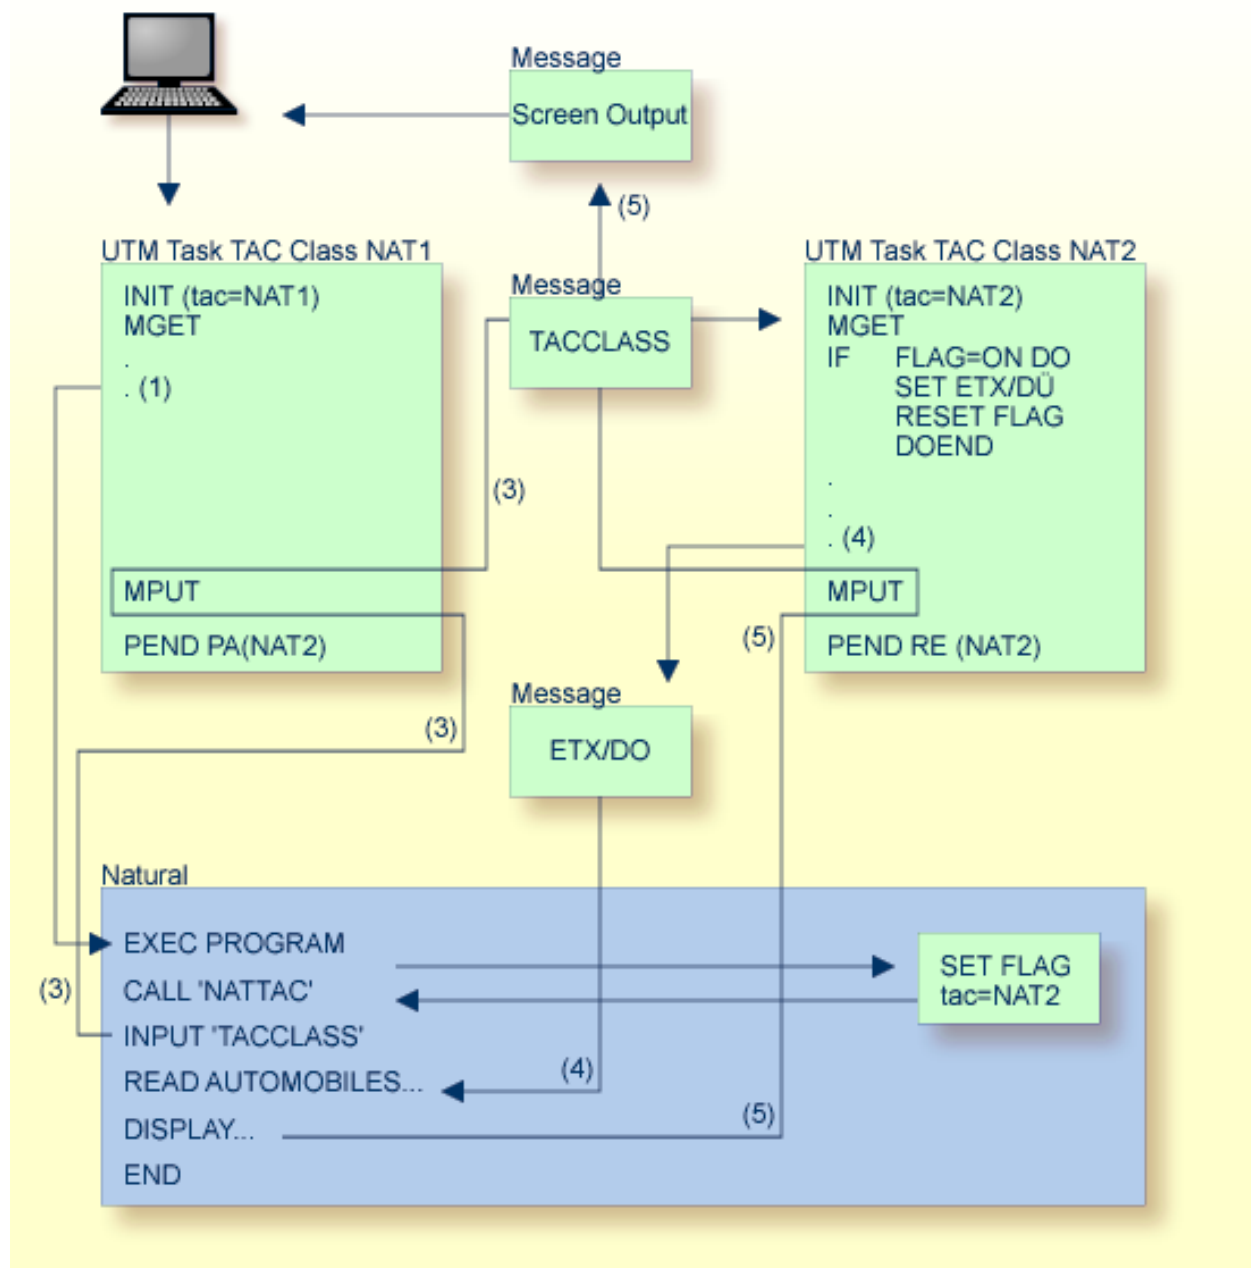 Message
Screen Output
(5)
UTM Task TAC Class NAT1
INIT (tac=NAT1)
MGET
.
. (1)
MPUT
PEND PA(NAT2)
Message
TACCLASS
(3)
UTM Task TAC Class NAT2
INIT (tac=NAT2)
MGET
IF FLAG=ON DO
SET ETX/DÜ
RESET FLAG
DOEND
.
.
. (4)
MPUT
PEND RE (NAT2)
(5)
(3)
Message
ETX/DO
Natural
EXEC PROGRAM
CALL 'NATTAC'
INPUT 'TACCLASS'
READ AUTOMOBILES...
DISPLAY...
END
(3)
(4)
(5)
SET FLAG
tac=NAT2